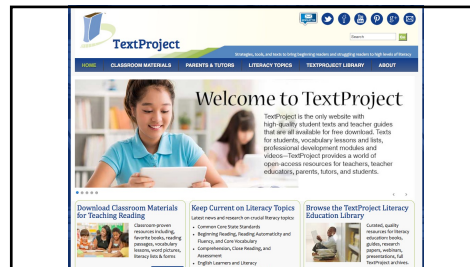 TextProject
Search
Strategies, tools, and texts to bring beginning readers and struggling readers to high levels of literacy
HOME CLASSROOM MATERIALS PARENTS & TUTORS LITERACY TOPICS TEXTPROJECT LIBRARY ABOUT
Welcome to TextProject
TextProject is the only website with
high-quality student texts and teacher guides
that are all available for free download. Texts
for students, vocabulary lessons and lists,
professional development modules and
videos—TextProject provides a world of
open-access resources for teachers, teacher
educators, parents, tutors, and students.
Download Classroom Materials
for Teaching Reading
Classroom-proven
resources including,
favorite books, reading
passages, vocabulary
lessons, word pictures,
literacy lists & forms
Keep Current on Literacy Topics
Latest news and research on crucial literacy topics:
• Common Core State Standards
• Beginning Reading, Reading Automaticity and
Fluency, and Core Vocabulary
• Comprehension, Close Reading, and
Assessment
• English Learners and Literacy
Browse the TextProject Literacy
Education Library
Curated, quality
resources for literacy
education books,
guides, research
papers, webinars,
presentations, full
TextProject archives.